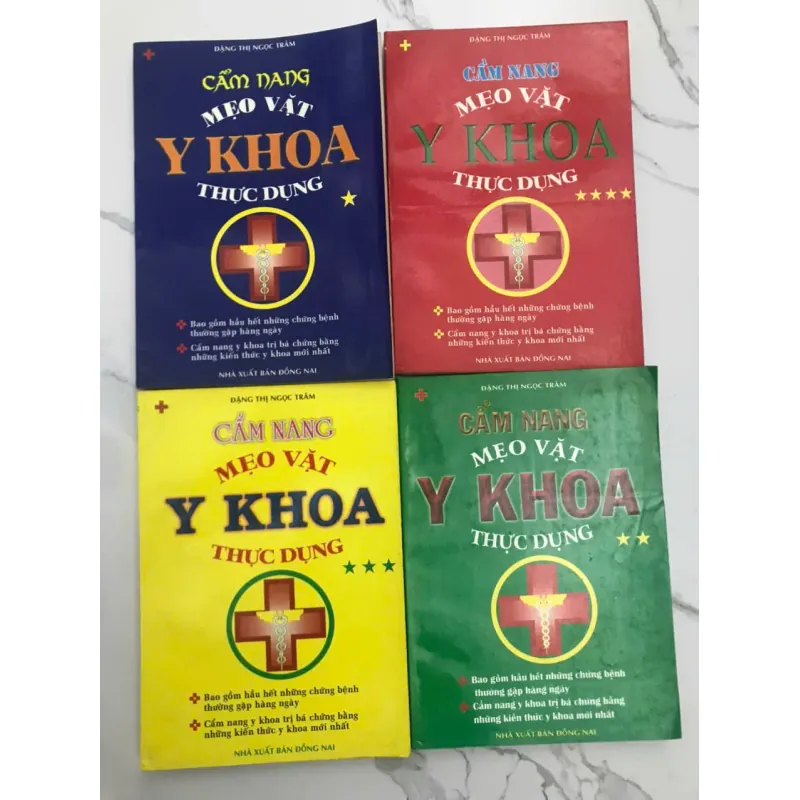 ĐẶNG THỊ NGỌC TRÂM
CẨM NANG
MẸO VẶT
Y KHOA
THỰC DỤNG
Bao gồm hầu hết những chứng bệnh
thường gặp hàng ngày
Cẩm nang y khoa trị bá chứng bằng
những kiến thức y khoa mới nhất
NHÀ XUẤT BẢN ĐỒNG NAI
ĐẶNG THỊ NGỌC TRÂM
CẨM NANG
MẸO VẶT
Y KHOA
THỰC DỤNG
Bao gồm hầu hết những chứng bệnh
thường gặp hàng ngày
Cẩm nang y khoa trị bá chứng bằng
những kiến thức y khoa mới nhất
NHÀ XUẤT BẢN ĐỒNG NAI
ĐẶNG THỊ NGỌC TRÂM
CẨM NANG
MẸO VẶT
Y KHOA
THỰC DỤNG
Bao gồm hầu hết những chứng bệnh
thường gặp hàng ngày
Cẩm nang y khoa trị bá chứng bằng
những kiến thức y khoa mới nhất
NHÀ XUẤT BẢN ĐỒNG NAI
ĐẶNG THỊ NGỌC TRÂM
CẨM NANG
MẸO VẶT
Y KHOA
THỰC DỤNG
Bao gồm hầu hết những chứng bệnh
thường gặp hàng ngày
Cẩm nang y khoa trị bá chứng bằng
những kiến thức y khoa mới nhất
NHÀ XUẤT BẢN ĐỒNG NAI